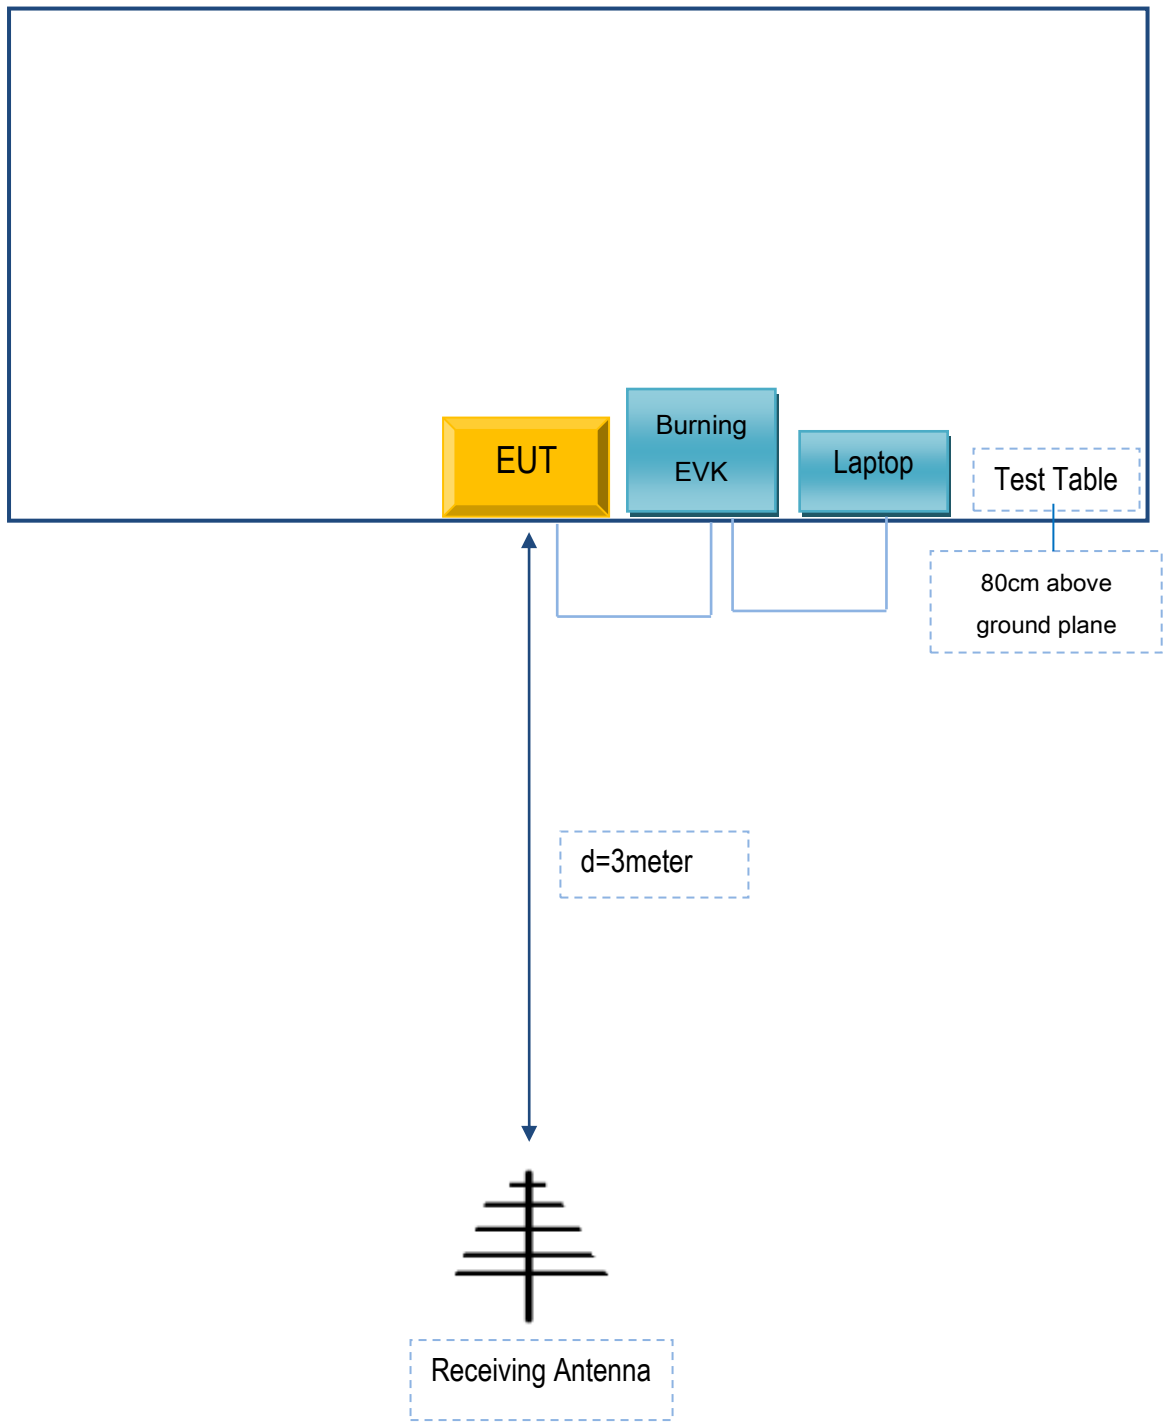 EUT
Burning
EVK
Laptop
Test Table
80cm above
ground plane
d=3meter
Receiving Antenna